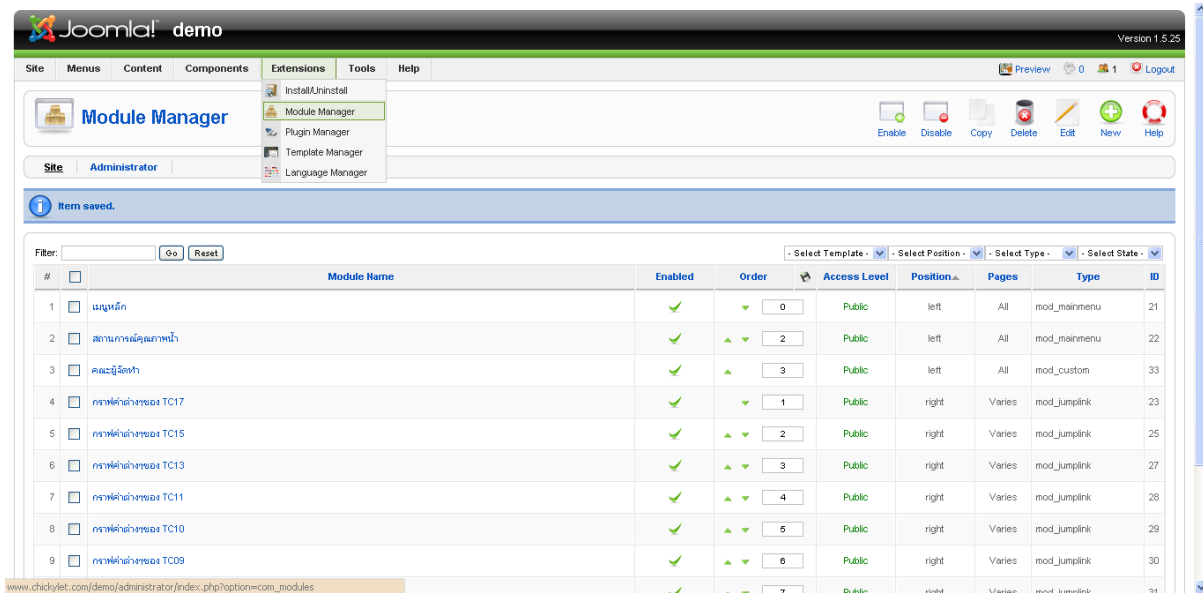 Joomla! demo
Version 1.5.25
Site Menus Content Components Extensions Tools Help Preview 0 1 Logout
Install/Uninstall
Module Manager
Plugin Manager
Template Manager
Language Manager
Module Manager
Enable Disable Copy Delete Edit New Help
Site Administrator
Item saved.
Filter: Go Reset - Select Template - - Select Position - - Select Type - - Select State -
# Module Name Enabled Order Access Level Position Pages Type ID
1 เมนูหลัก 0 Public left All mod_mainmenu 21
2 สถานการณ์คุณภาพน้ำ 2 Public left All mod_mainmenu 22
3 คณะผู้จัดทำ 3 Public left All mod_custom 33
4 กราฟค่าต่างๆของ TC17 1 Public right Varies mod_jumplink 23
5 กราฟค่าต่างๆของ TC15 2 Public right Varies mod_jumplink 25
6 กราฟค่าต่างๆของ TC13 3 Public right Varies mod_jumplink 27
7 กราฟค่าต่างๆของ TC11 4 Public right Varies mod_jumplink 28
8 กราฟค่าต่างๆของ TC10 5 Public right Varies mod_jumplink 29
9 กราฟค่าต่างๆของ TC09 6 Public right Varies mod_jumplink 30
7 Public right Varies mod_jumplink 31
www.chickylet.com/demo/administrator/index.php?option=com_modules